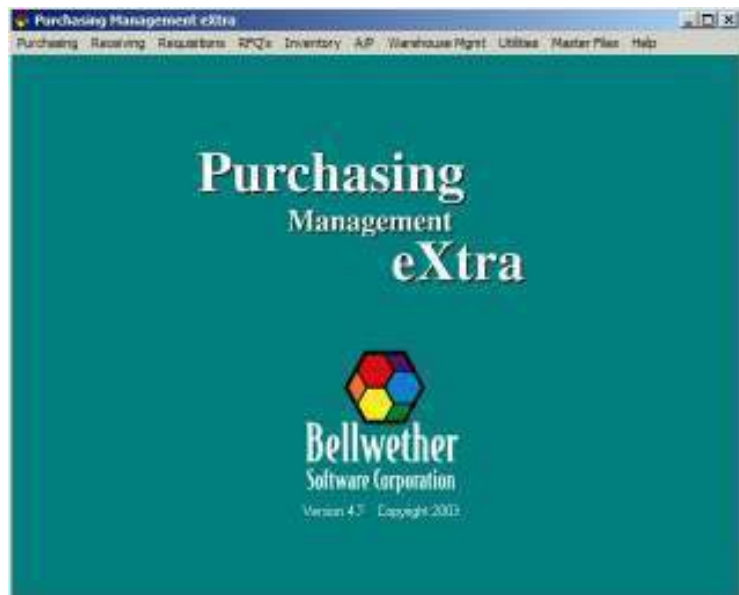 Purchasing Management eXtra
Purchasing Receiving Requisitions RFQ's Inventory A/P Warehouse Mgmt Utilities Master Files Help
Purchasing
Management
eXtra
Bellwether
Software Corporation
Version 4.7 Copyright 2003